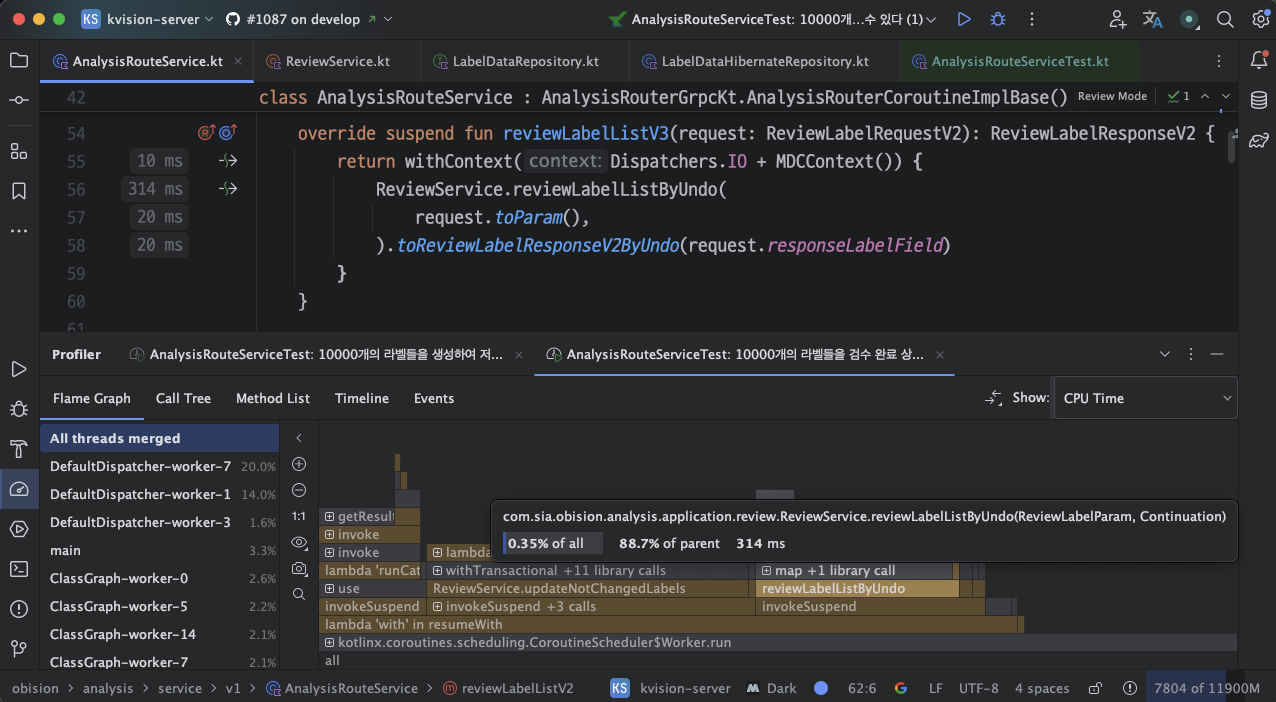 KS kvision-server #1087 on develop AnalysisRouteServiceTest: 10000개...수 있다 (1)
AnalysisRouteService.kt ReviewService.kt LabelDataRepository.kt LabelDataHibernateRepository.kt AnalysisRouteServiceTest.kt
42 class AnalysisRouteService : AnalysisRouterGrpcKt.AnalysisRouterCoroutineImplBase() Review Mode 1
54 override suspend fun reviewLabelListV3(request: ReviewLabelRequestV2): ReviewLabelResponseV2 {
55 10 ms return withContext( context: Dispatchers.IO + MDCContext()) {
56 314 ms ReviewService.reviewLabelListByUndo(
57 20 ms request.toParam(),
58 20 ms ).toReviewLabelResponseV2ByUndo(request.responseLabelField)
59 }
60 }
61
Profiler AnalysisRouteServiceTest: 10000개의 라벨들을 생성하여 저... AnalysisRouteServiceTest: 10000개의 라벨들을 검수 완료 상...
Flame Graph Call Tree Method List Timeline Events Show: CPU Time
All threads merged
DefaultDispatcher-worker-7 20.0%
DefaultDispatcher-worker-1 14.0%
DefaultDispatcher-worker-3 1.6%
main 3.3%
ClassGraph-worker-0 2.6%
ClassGraph-worker-5 2.2%
ClassGraph-worker-14 2.1%
ClassGraph-worker-7 2.1%
1:1
com.sia.obision.analysis.application.review.ReviewService.reviewLabelListByUndo(ReviewLabelParam, Continuation)
0.35% of all 88.7% of parent 314 ms
getResult
invoke
invoke lambda
lambda 'runCat withTransactional +11 library calls map +1 library call
use ReviewService.updateNotChangedLabels reviewLabelListByUndo
invokeSuspend invokeSuspend +3 calls invokeSuspend
lambda 'with' in resumeWith
kotlinx.coroutines.scheduling.CoroutineScheduler$Worker.run
all
obision > analysis > service > v1 > AnalysisRouteService > reviewLabelListV2 KS kvision-server Dark 62:6 LF UTF-8 4 spaces 7804 of 11900M